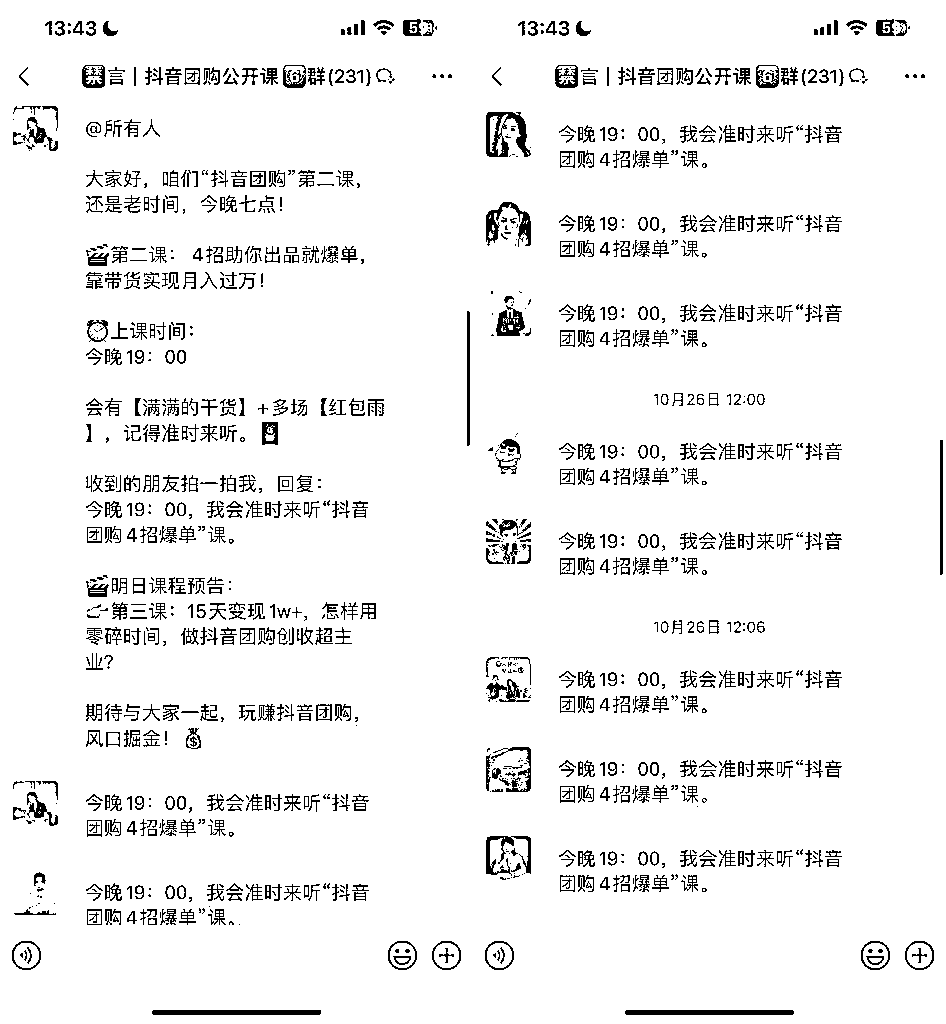 13:43
禁言｜抖音团购公开课 群(231)
@所有人
大家好，咱们“抖音团购”第二课，
还是老时间，今晚七点！
第二课： 4招助你出品就爆单，
靠带货实现月入过万！
上课时间：
今晚19：00
会有【满满的干货】+多场【红包雨
】，记得准时来听。
收到的朋友拍一拍我，回复：
今晚19：00，我会准时来听“抖音
团购4招爆单”课。
明日课程预告：
第三课：15天变现1w+，怎样用
零碎时间，做抖音团购创收超主
业？
期待与大家一起，玩赚抖音团购，
风口掘金！
今晚19：00，我会准时来听“抖音
团购4招爆单”课。
今晚19：00，我会准时来听“抖音
团购4招爆单”课。
13:43
禁言｜抖音团购公开课 群(231)
今晚19：00，我会准时来听“抖音
团购4招爆单”课。
今晚19：00，我会准时来听“抖音
团购4招爆单”课。
今晚19：00，我会准时来听“抖音
团购4招爆单”课。
10月26日 12:00
今晚19：00，我会准时来听“抖音
团购4招爆单”课。
今晚19：00，我会准时来听“抖音
团购4招爆单”课。
10月26日 12:06
今晚19：00，我会准时来听“抖音
团购4招爆单”课。
今晚19：00，我会准时来听“抖音
团购4招爆单”课。
今晚19：00，我会准时来听“抖音
团购4招爆单”课。